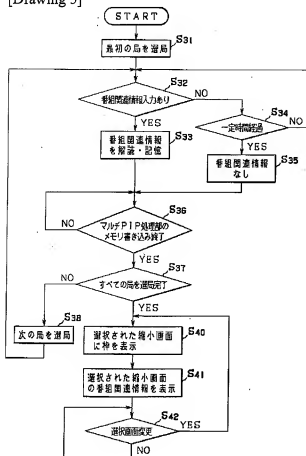 [Drawing 5]
START
最初の局を選局
S31
S32
番組関連情報入力あり
NO
YES
S34
一定時間経過
NO
番組関連情報
を解読・記憶
S33
YES
番組関連情報
なし
S35
S36
マルチPIP処理部の
メモリ書き込み終了
NO
YES
S37
すべての局を選局完了
NO
YES
次の局を選局
S38
選択された縮小画面
に枠を表示
S40
選択された縮小画面
の番組関連情報を表示
S41
S42
選択画面変更
YES
NO